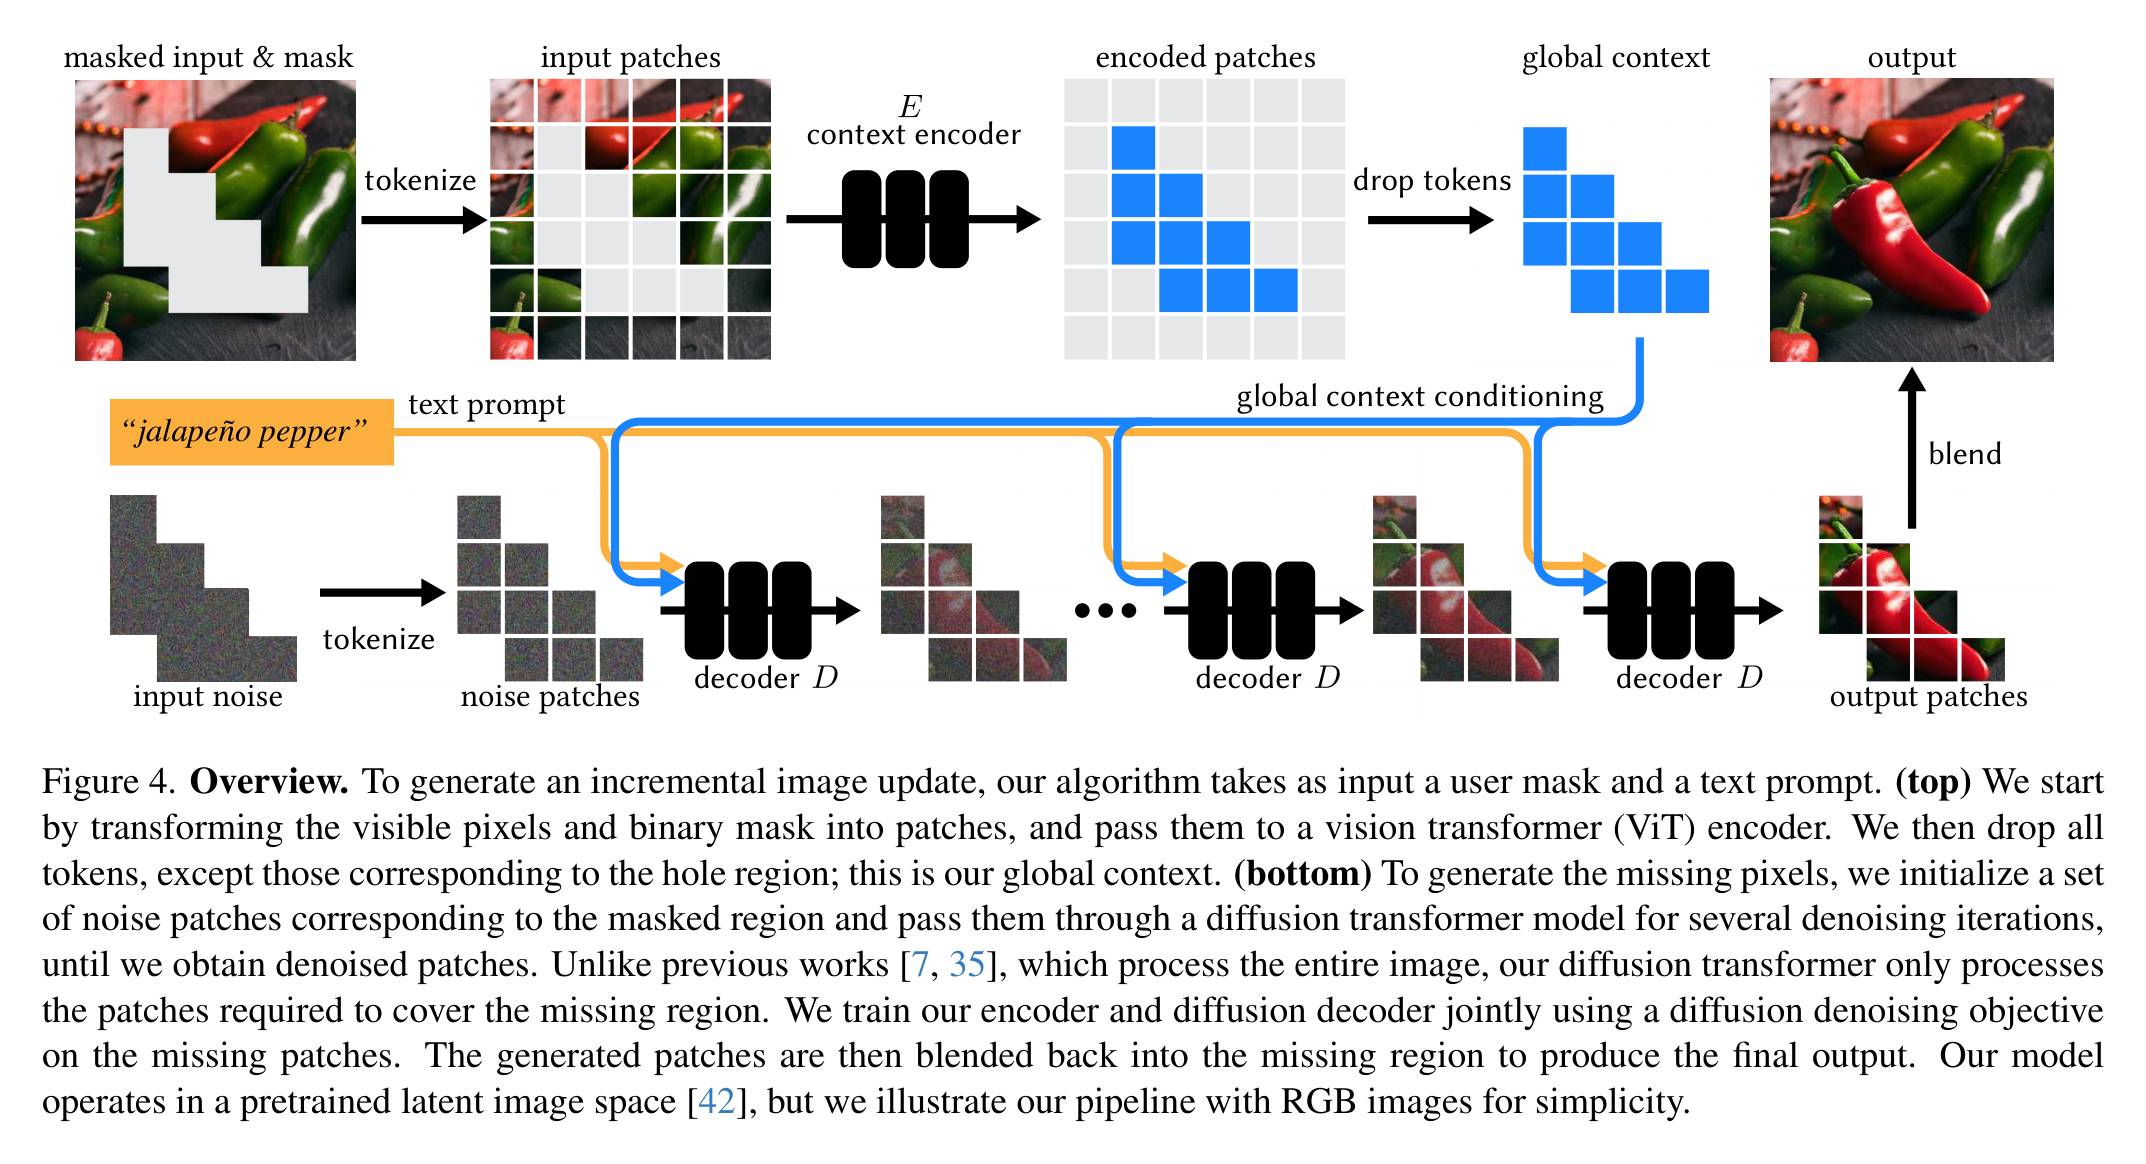 masked input & mask
input patches
encoded patches
global context
output
E
context encoder
tokenize
drop tokens
text prompt
global context conditioning
“jalapeño pepper”
blend
tokenize
decoder D
decoder D
decoder D
input noise
noise patches
output patches
Figure 4. Overview. To generate an incremental image update, our algorithm takes as input a user mask and a text prompt. (top) We start
by transforming the visible pixels and binary mask into patches, and pass them to a vision transformer (ViT) encoder. We then drop all
tokens, except those corresponding to the hole region; this is our global context. (bottom) To generate the missing pixels, we initialize a set
of noise patches corresponding to the masked region and pass them through a diffusion transformer model for several denoising iterations,
until we obtain denoised patches. Unlike previous works [7, 35], which process the entire image, our diffusion transformer only processes
the patches required to cover the missing region. We train our encoder and diffusion decoder jointly using a diffusion denoising objective
on the missing patches. The generated patches are then blended back into the missing region to produce the final output. Our model
operates in a pretrained latent image space [42], but we illustrate our pipeline with RGB images for simplicity.